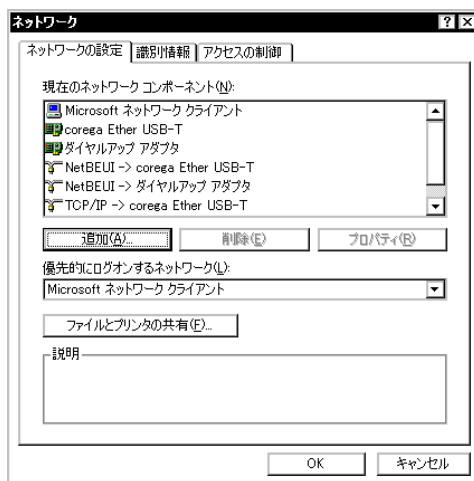 ネットワーク
ネットワークの設定 識別情報 アクセスの制御
現在のネットワーク コンポーネント(N):
Microsoft ネットワーク クライアント
corega Ether USB-T
ダイヤルアップ アダプタ
NetBEUI -> corega Ether USB-T
NetBEUI -> ダイヤルアップ アダプタ
TCP/IP -> corega Ether USB-T
追加(A)... 削除(E) プロパティ(R)
優先的にログオンするネットワーク(L):
Microsoft ネットワーク クライアント
ファイルとプリンタの共有(F)...
説明
OK キャンセル